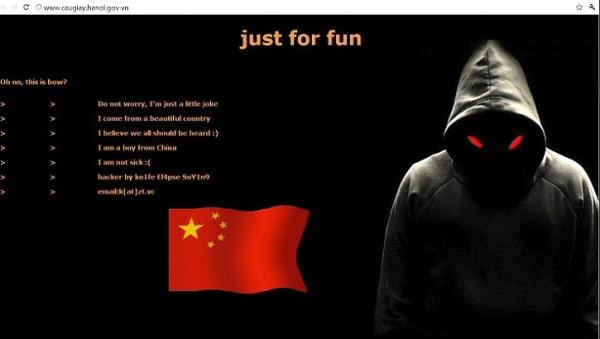 www.caugiay.hanoi.gov.vn
just for fun
Oh no, this is how?
> > Do not worry, I'm just a little joke
> > I come from a beautiful country
> > I believe we all should be heard :)
> > I am a boy from China
> > I am not sick :(
> > hacker by kn1fe El4pse SuY1n9
> > email:k[at]zt.vc